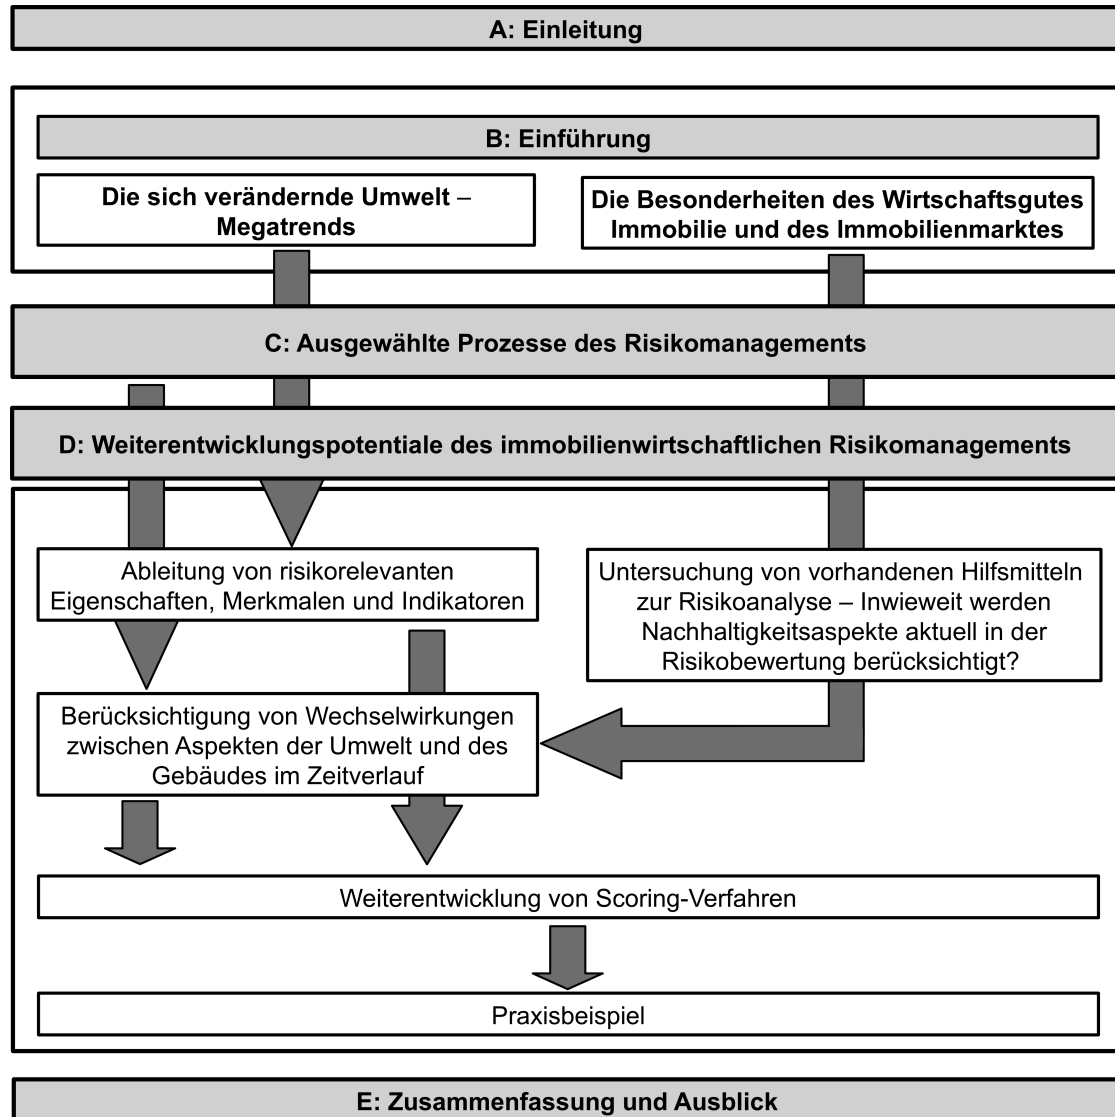 A: Einleitung
B: Einführung
Die sich verändernde Umwelt –
Megatrends
Die Besonderheiten des Wirtschaftsgutes
Immobilie und des Immobilienmarktes
C: Ausgewählte Prozesse des Risikomanagements
D: Weiterentwicklungspotentiale des immobilienwirtschaftlichen Risikomanagements
Ableitung von risikorelevanten
Eigenschaften, Merkmalen und Indikatoren
Untersuchung von vorhandenen Hilfsmitteln
zur Risikoanalyse – Inwieweit werden
Nachhaltigkeitsaspekte aktuell in der
Risikobewertung berücksichtigt?
Berücksichtigung von Wechselwirkungen
zwischen Aspekten der Umwelt und des
Gebäudes im Zeitverlauf
Weiterentwicklung von Scoring-Verfahren
Praxisbeispiel
E: Zusammenfassung und Ausblick